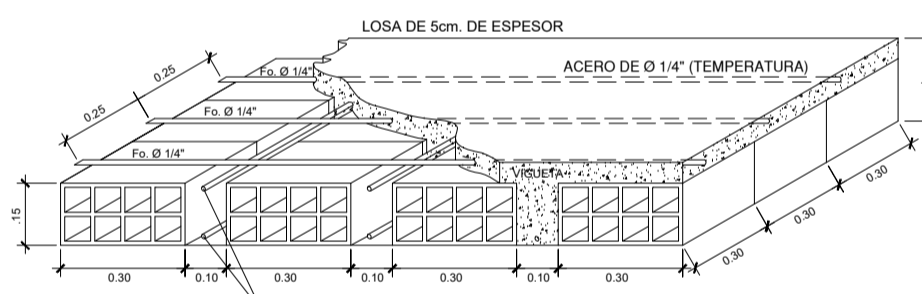 LOSA DE 5cm. DE ESPESOR
ACERO DE Ø 1/4" (TEMPERATURA)
0.25
0.25
Fo. Ø 1/4"
Fo. Ø 1/4"
Fo. Ø 1/4"
VIGUETA
.15
0.30
0.10
0.30
0.10
0.30
0.10
0.30
0.30
0.30
0.30